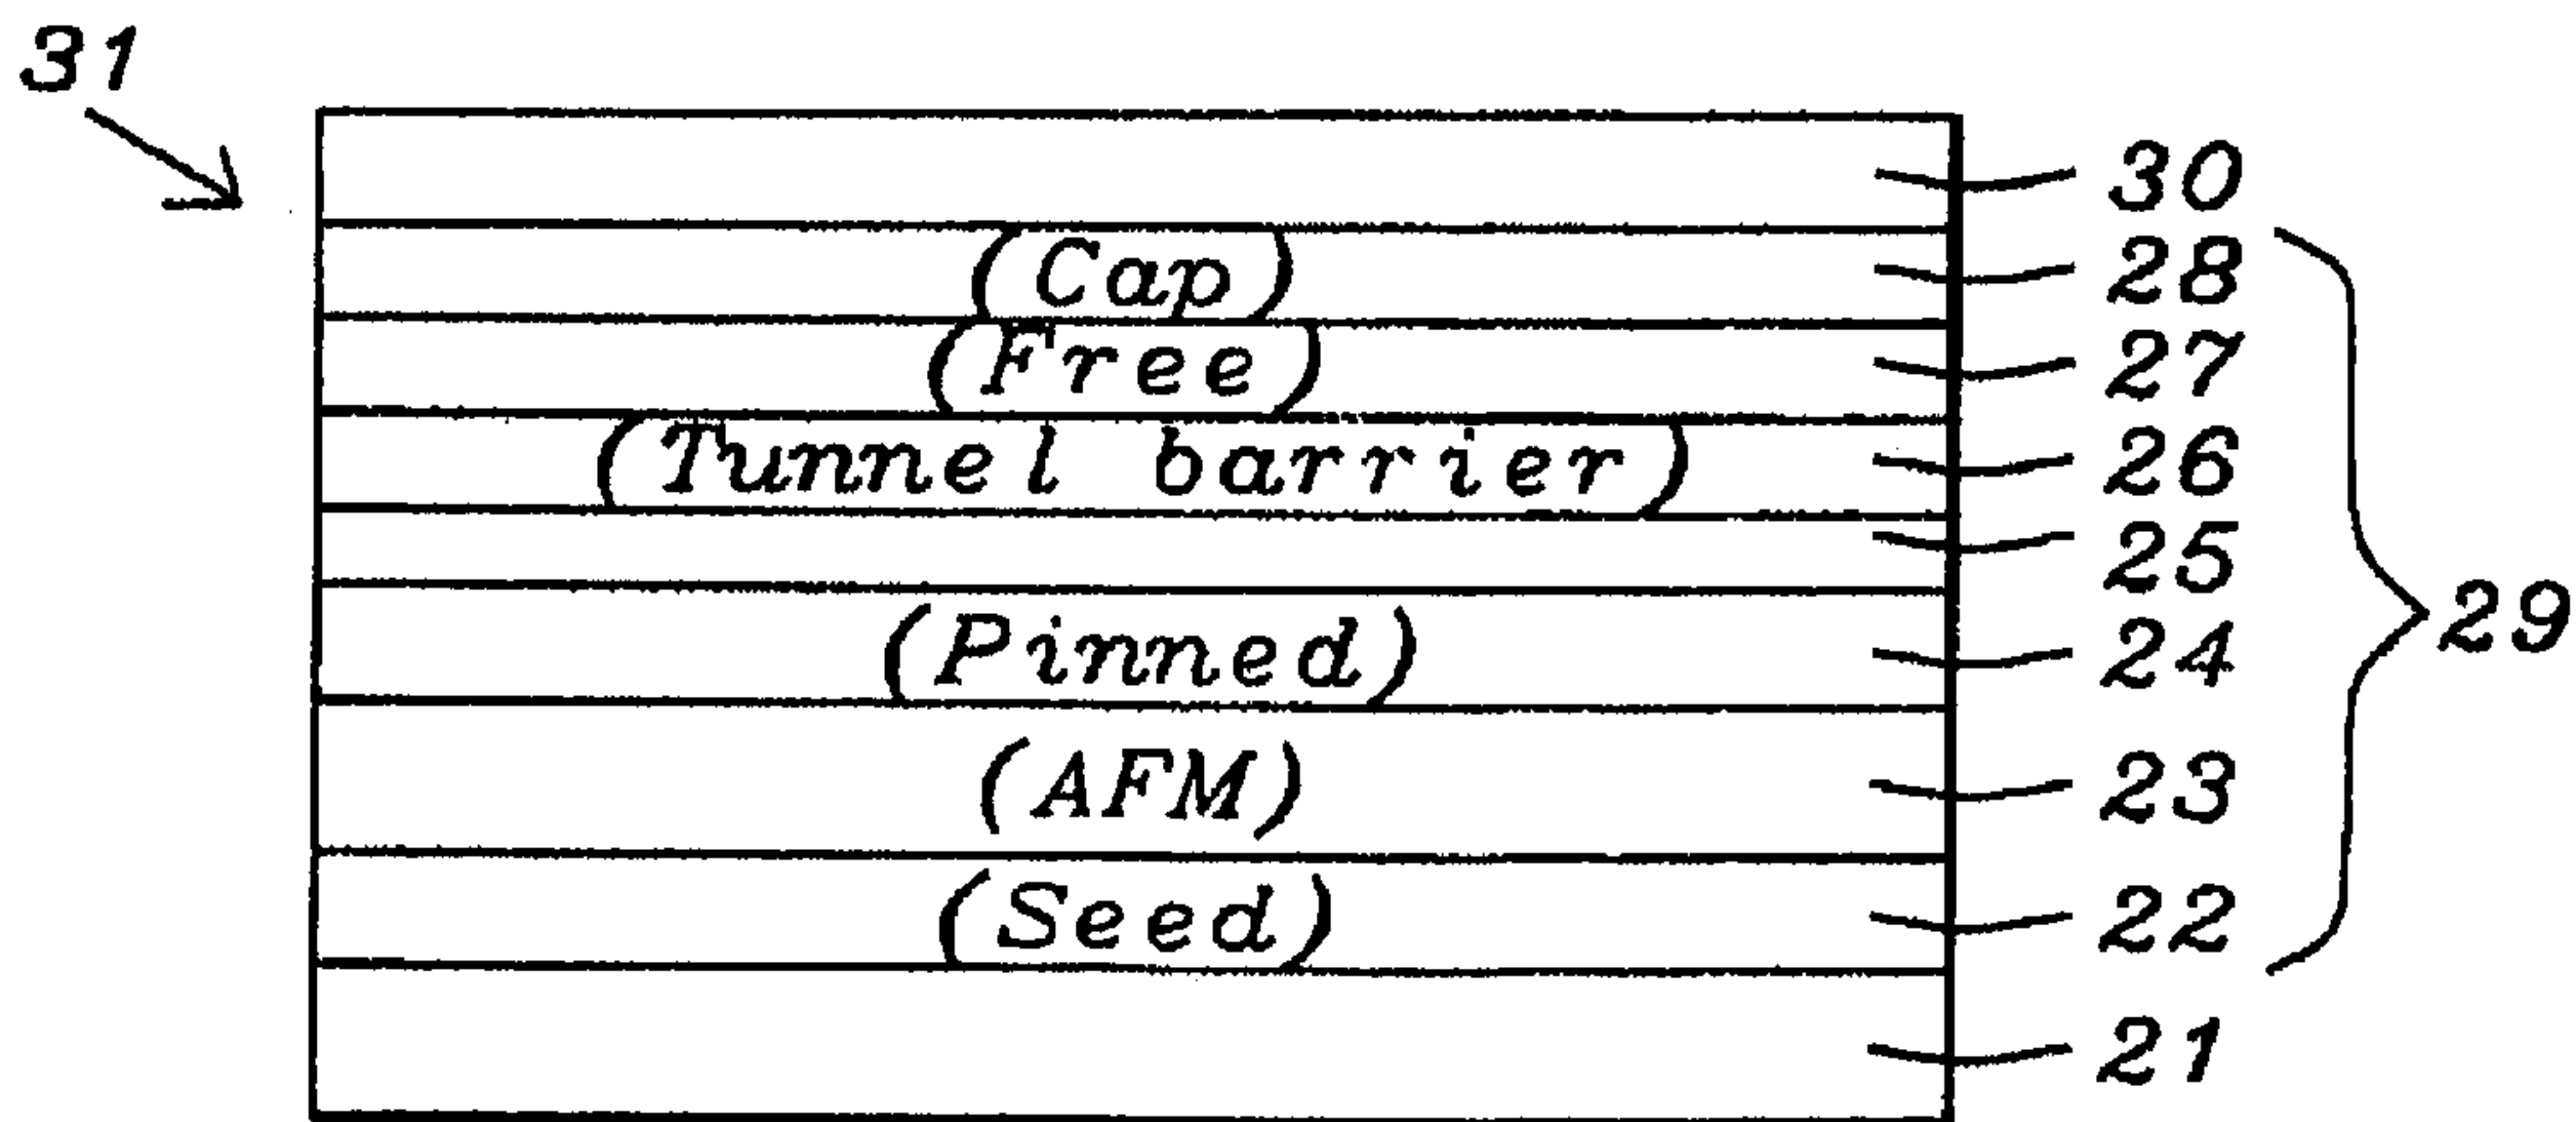 31
30
(Cap) 28
(Free) 27
(Tunnel barrier) 26
25
(Pinned) 24
29
(AFM) 23
(Seed) 22
21